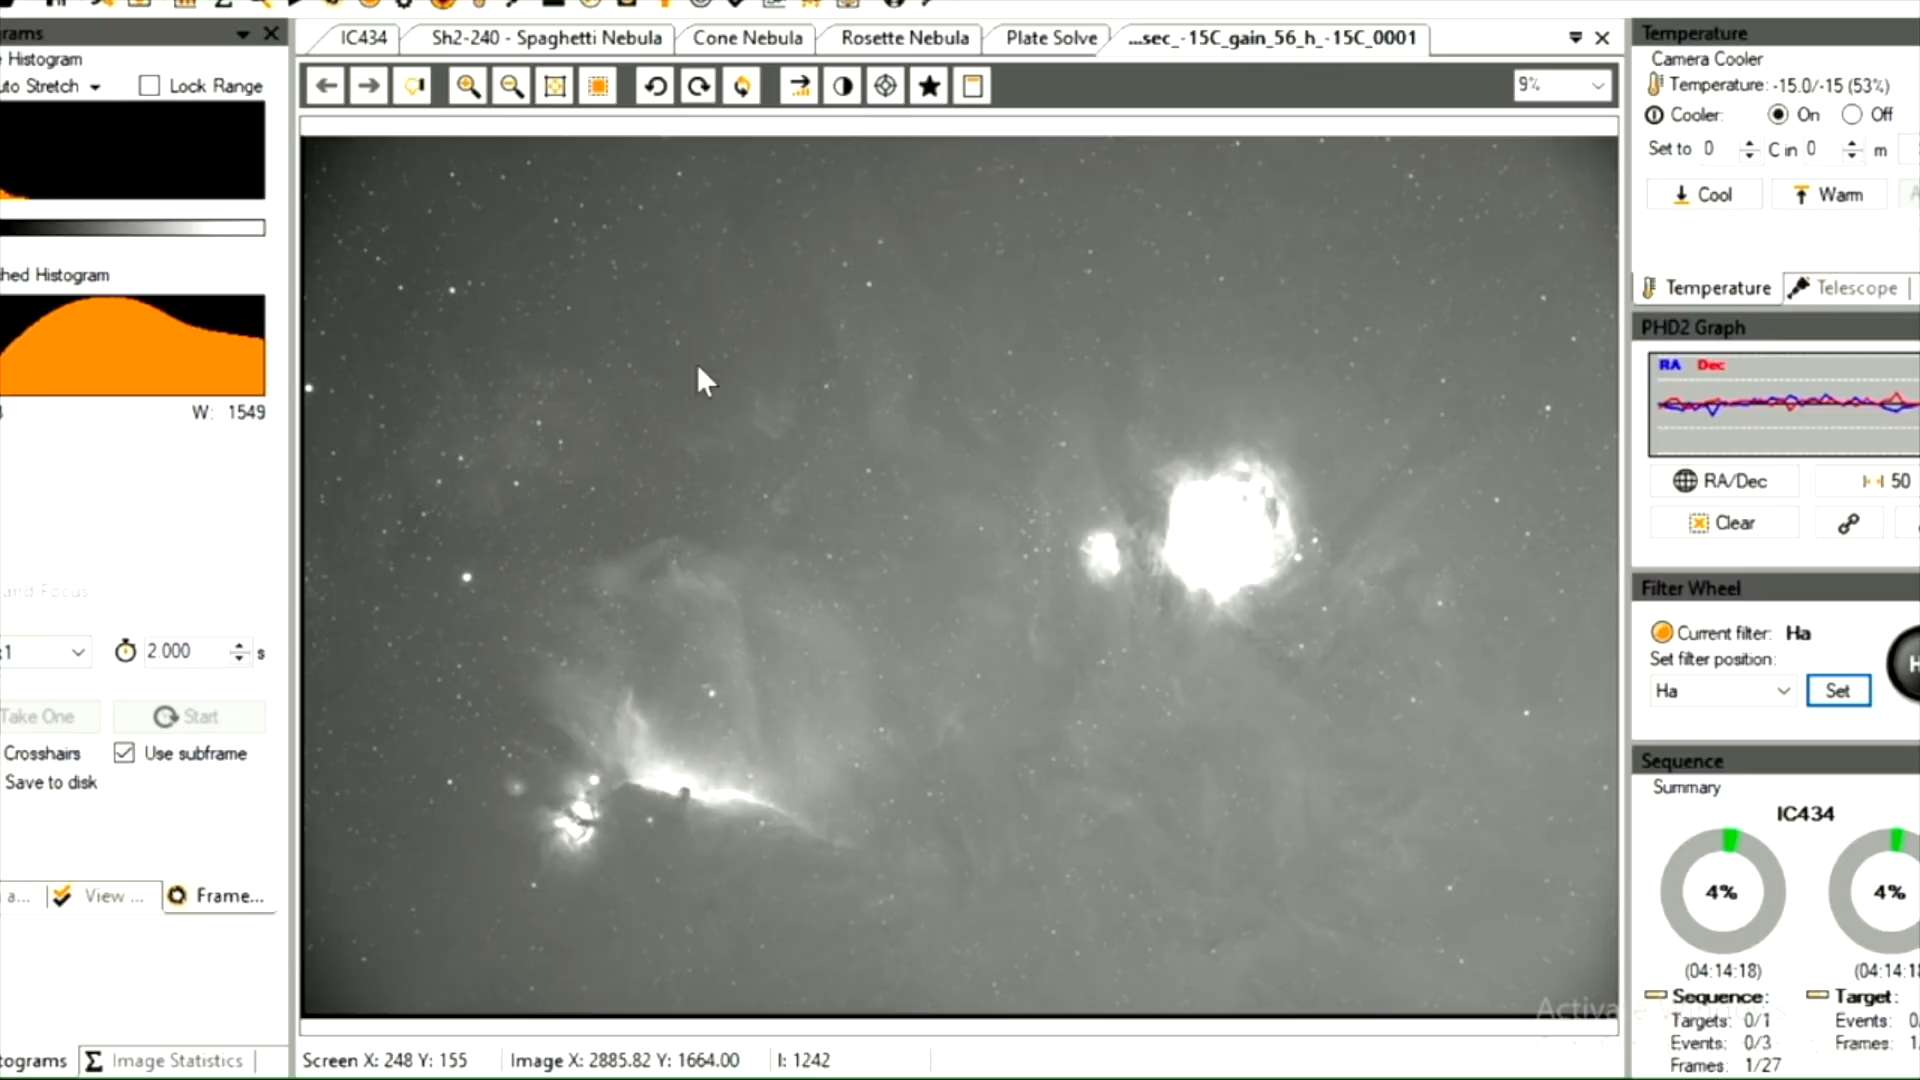 Histogram
Stretch
Lock Range
Histogram
W: 1549
and Focus
2.000 s
Take One
Start
Crosshairs
Use subframe
Save to disk
View ...
Frame...
Image Statistics
IC434
Sh2-240 - Spaghetti Nebula
Cone Nebula
Rosette Nebula
Plate Solve
...sec_-15C_gain_56_h_-15C_0001
9%
Screen X: 248 Y: 155
Image X: 2885.82 Y: 1664.00
I: 1242
Temperature
Camera Cooler
Temperature: -15.0/-15 (53%)
Cooler: On Off
Set to 0 C in 0 m
Cool
Warm
Temperature
Telescope
PHD2 Graph
RA Dec
RA/Dec
50
Clear
Filter Wheel
Current filter: Ha
Set filter position:
Ha
Set
Sequence
Summary
IC434
4%
4%
(04:14:18)
(04:14:18
Sequence:
Target:
Targets: 0/1
Events:
Events: 0/3
Frames:
Frames: 1/27